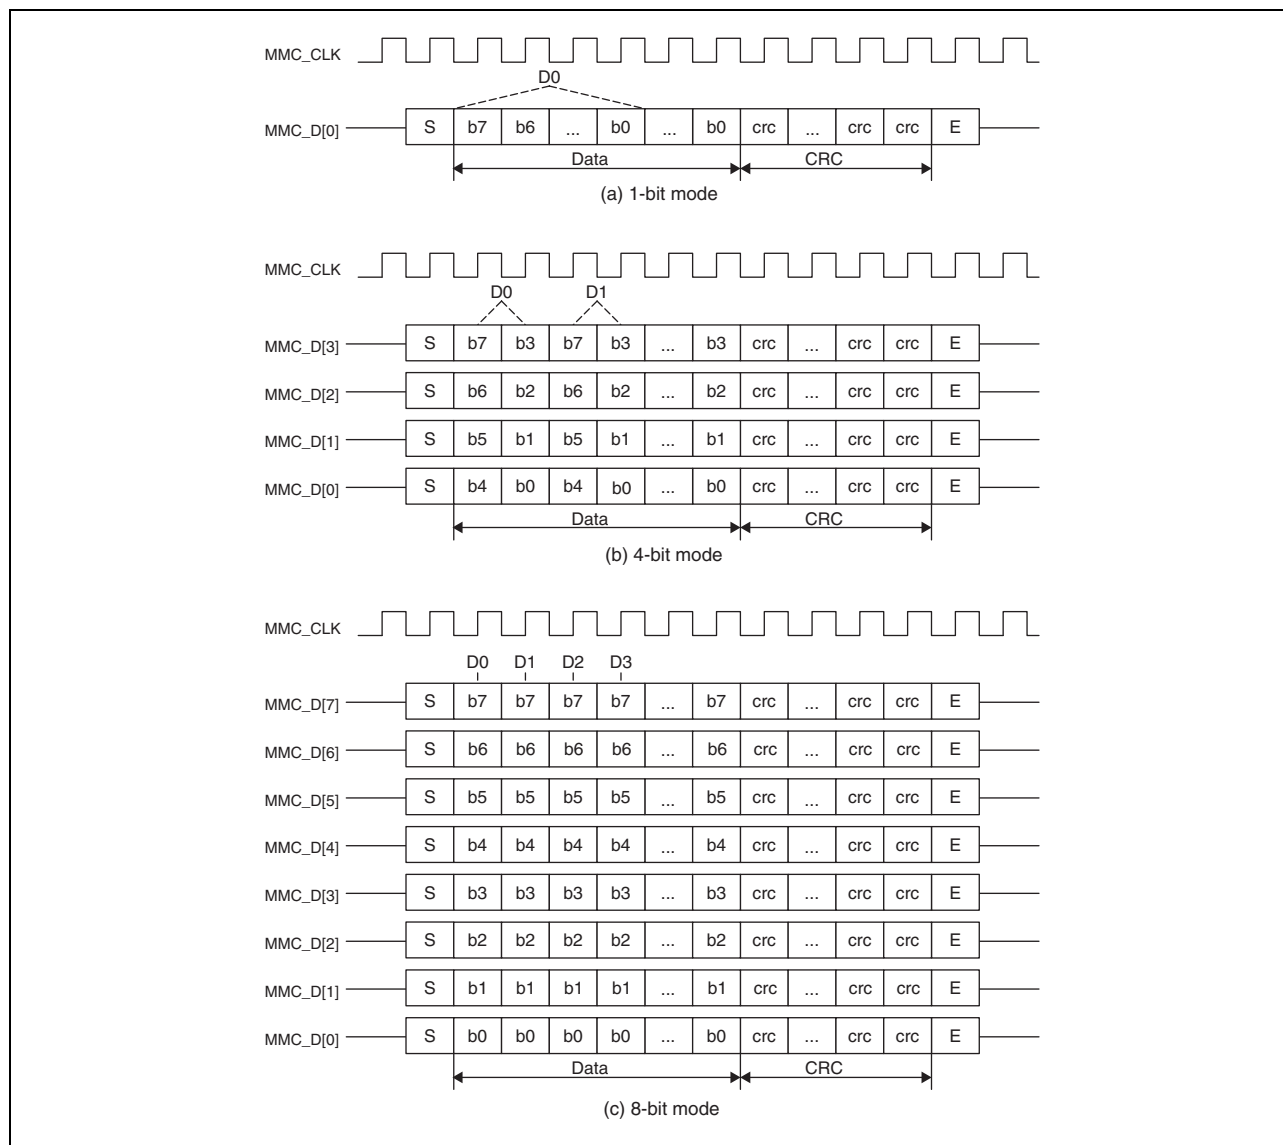 MMC_CLK
D0
MMC_D[0] S b7 b6 ... b0 ... b0 crc ... crc crc E
Data CRC
(a) 1-bit mode
MMC_CLK
D0 D1
MMC_D[3] S b7 b3 b7 b3 ... b3 crc ... crc crc E
MMC_D[2] S b6 b2 b6 b2 ... b2 crc ... crc crc E
MMC_D[1] S b5 b1 b5 b1 ... b1 crc ... crc crc E
MMC_D[0] S b4 b0 b4 b0 ... b0 crc ... crc crc E
Data CRC
(b) 4-bit mode
MMC_CLK
D0 D1 D2 D3
MMC_D[7] S b7 b7 b7 b7 ... b7 crc ... crc crc E
MMC_D[6] S b6 b6 b6 b6 ... b6 crc ... crc crc E
MMC_D[5] S b5 b5 b5 b5 ... b5 crc ... crc crc E
MMC_D[4] S b4 b4 b4 b4 ... b4 crc ... crc crc E
MMC_D[3] S b3 b3 b3 b3 ... b3 crc ... crc crc E
MMC_D[2] S b2 b2 b2 b2 ... b2 crc ... crc crc E
MMC_D[1] S b1 b1 b1 b1 ... b1 crc ... crc crc E
MMC_D[0] S b0 b0 b0 b0 ... b0 crc ... crc crc E
Data CRC
(c) 8-bit mode